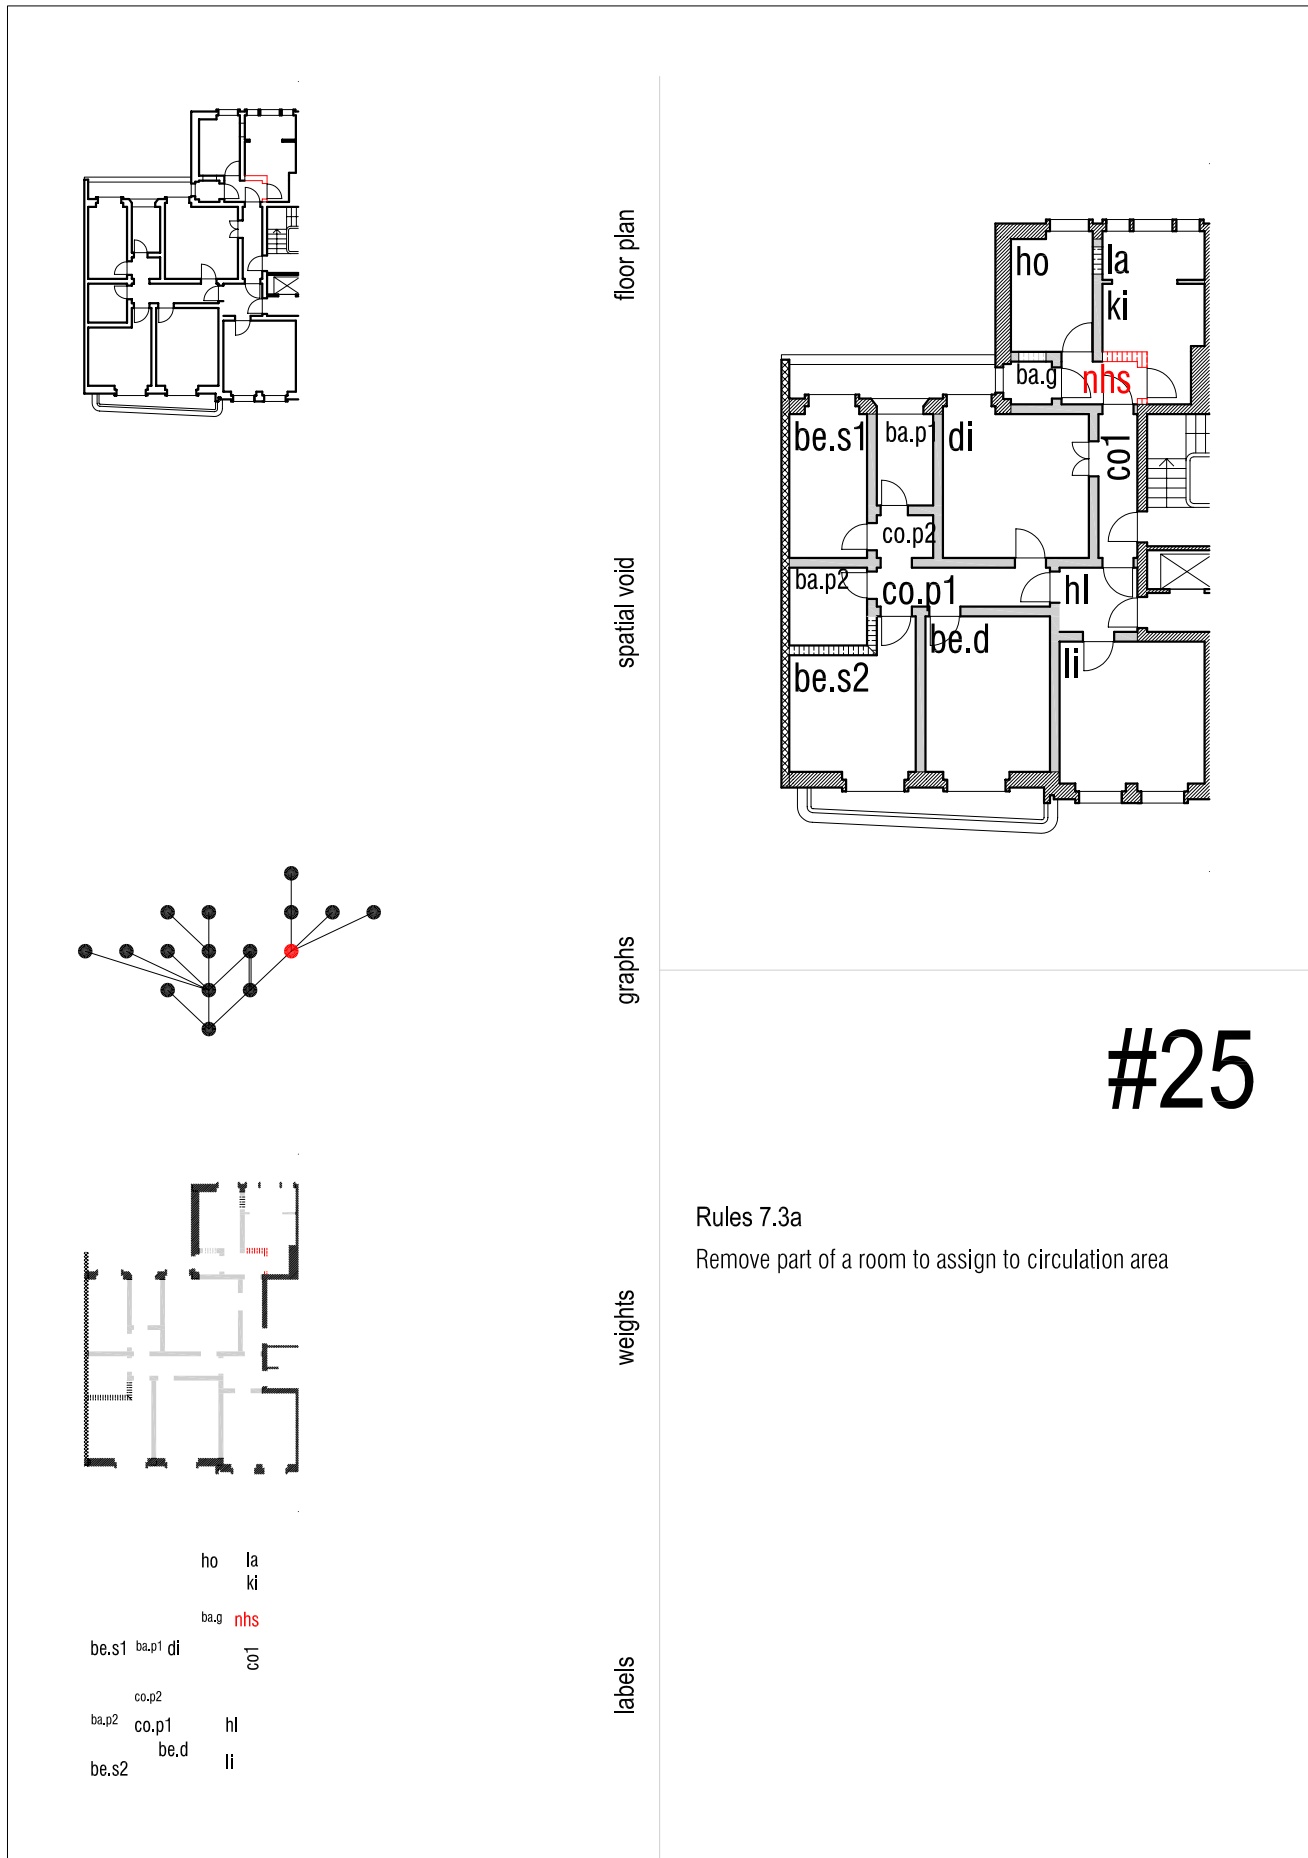 floor plan
spatial void
graphs
weights
labels
ho
la
ki
ba.g
nhs
be.s1
ba.p1
di
co1
co.p2
ba.p2
co.p1
hl
be.d
be.s2
li
ho
la
ki
ba.g
nhs
be.s1
ba.p1
di
co1
co.p2
ba.p2
co.p1
hl
be.d
li
be.s2
#25
Rules 7.3a
Remove part of a room to assign to circulation area